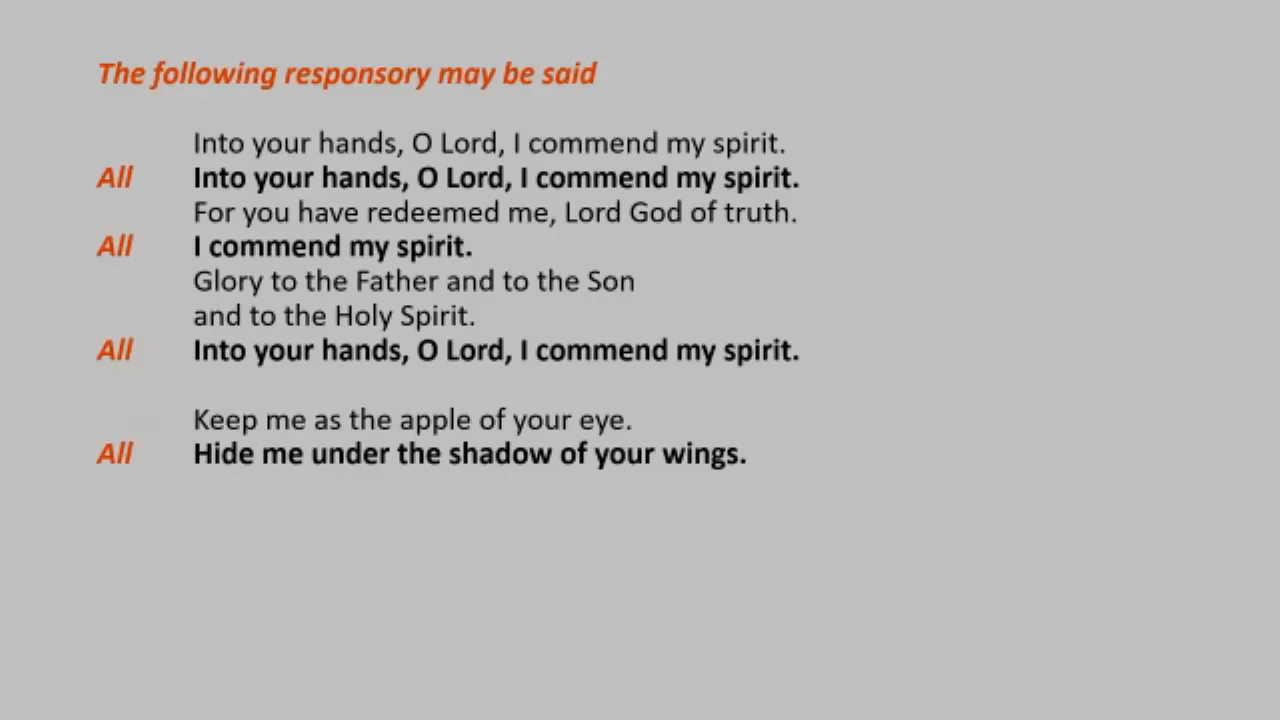 The following responsory may be said
Into your hands, O Lord, I commend my spirit.
All Into your hands, O Lord, I commend my spirit.
For you have redeemed me, Lord God of truth.
All I commend my spirit.
Glory to the Father and to the Son
and to the Holy Spirit.
All Into your hands, O Lord, I commend my spirit.
Keep me as the apple of your eye.
All Hide me under the shadow of your wings.